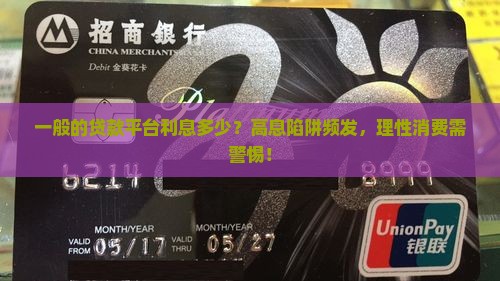 招商银行
CHINA MERCHANTS BANK
Debit 金葵花卡
一般的贷款平台利息多少？高息陷阱频发，理性消费需
警惕！
6214 8999
MONTH/YEAR MONTH/YEAR
VALID FROM 05/17 VALID THRU 05/27
UnionPay
银联